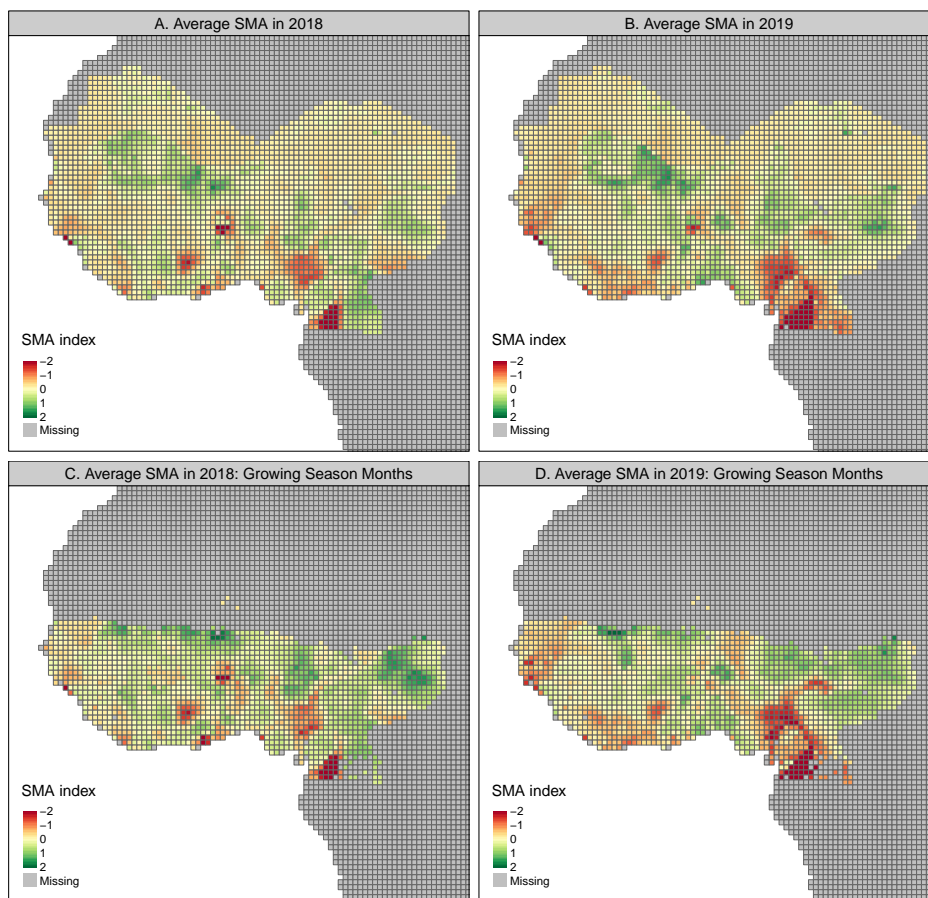 A. Average SMA in 2018
B. Average SMA in 2019
SMA index
−2
−1
0
1
2
Missing
SMA index
−2
−1
0
1
2
Missing
C. Average SMA in 2018: Growing Season Months
D. Average SMA in 2019: Growing Season Months
SMA index
−2
−1
0
1
2
Missing
SMA index
−2
−1
0
1
2
Missing